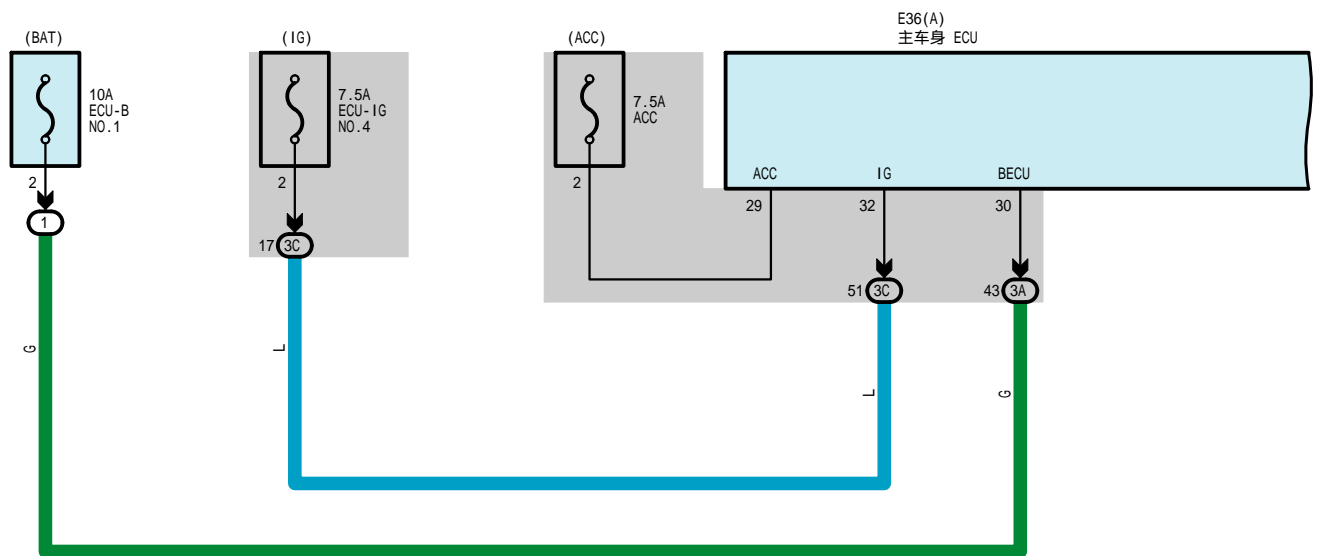 E36(A)
主车身 ECU
(BAT)
(IG)
(ACC)
10A
ECU-B
NO.1
7.5A
ECU-IG
NO.4
7.5A
ACC
ACC
IG
BECU
2
2
2
29
32
30
1
17 3C
51 3C
43 3A
G
L
L
G